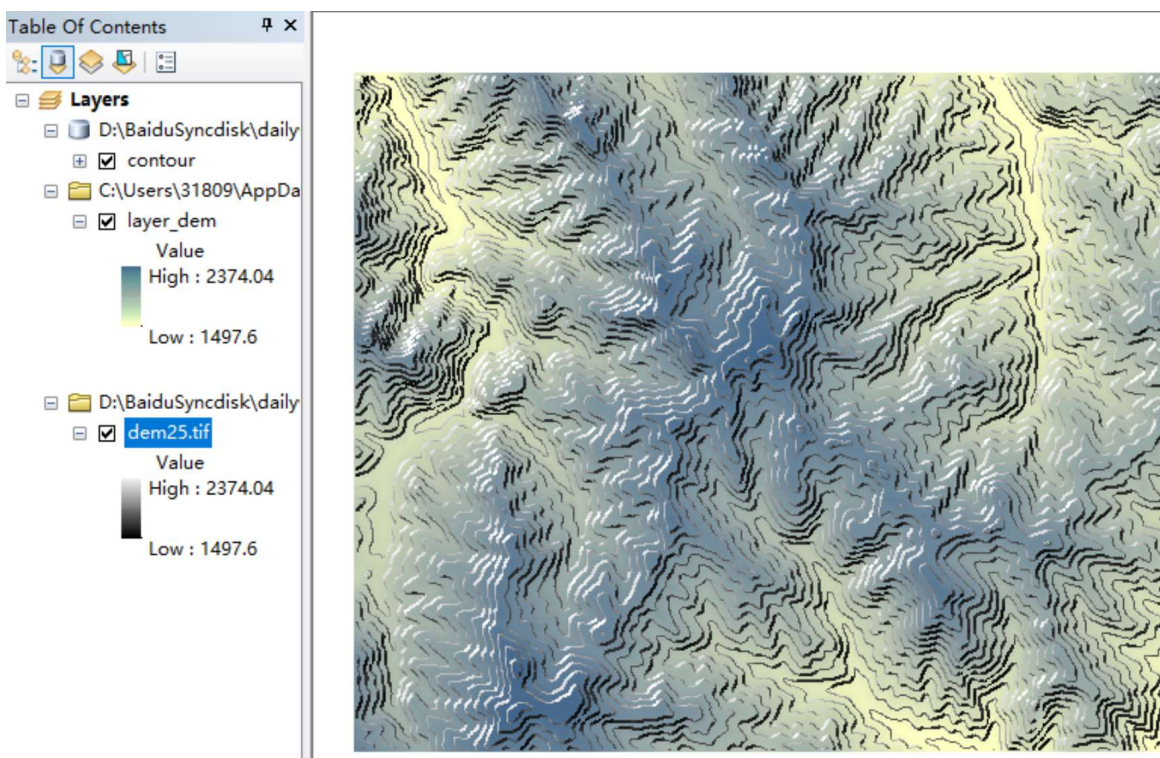 Table Of Contents
Layers
D:\BaiduSyncdisk\daily
contour
C:\Users\31809\AppDa
layer_dem
Value
High : 2374.04
Low : 1497.6
D:\BaiduSyncdisk\daily
dem25.tif
Value
High : 2374.04
Low : 1497.6